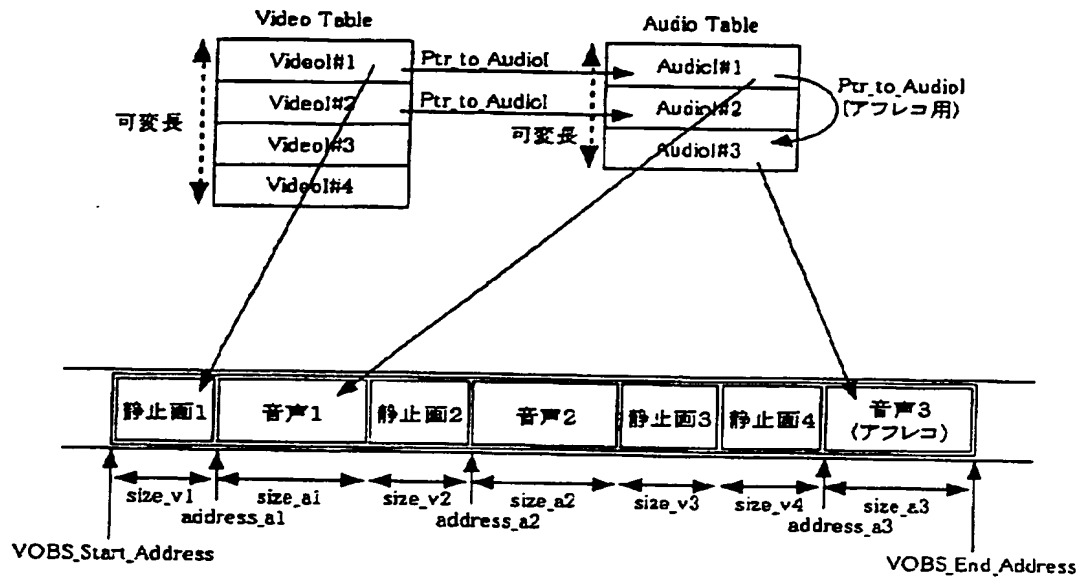 Video Table
Audio Table
VideoI#1
Ptr_to_AudioI
AudioI#1
Ptr_to_AudioI
(アフレコ用)
VideoI#2
Ptr_to_AudioI
AudioI#2
可変長
可変長
VideoI#3
AudioI#3
VideoI#4
静止画1
音声1
静止画2
音声2
静止画3
静止画4
音声3
(アフレコ)
size_v1
size_a1
size_v2
size_a2
size_v3
size_v4
size_a3
address_a1
address_a2
address_a3
VOBS_Start_Address
VOBS_End_Address